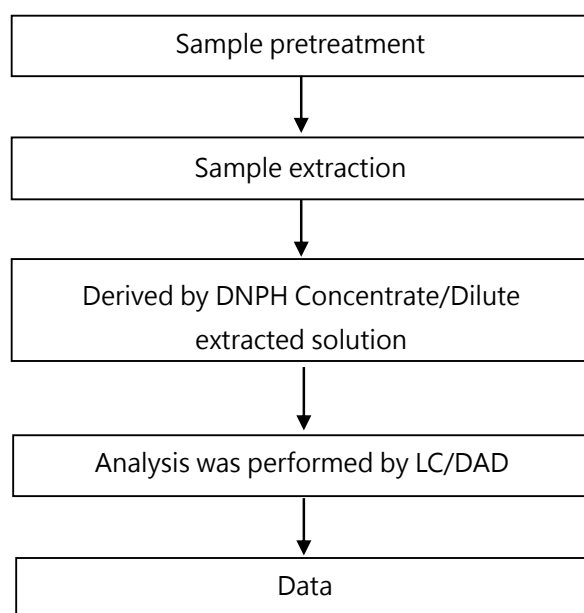 Sample pretreatment
Sample extraction
Derived by DNPH Concentrate/Dilute
extracted solution
Analysis was performed by LC/DAD
Data